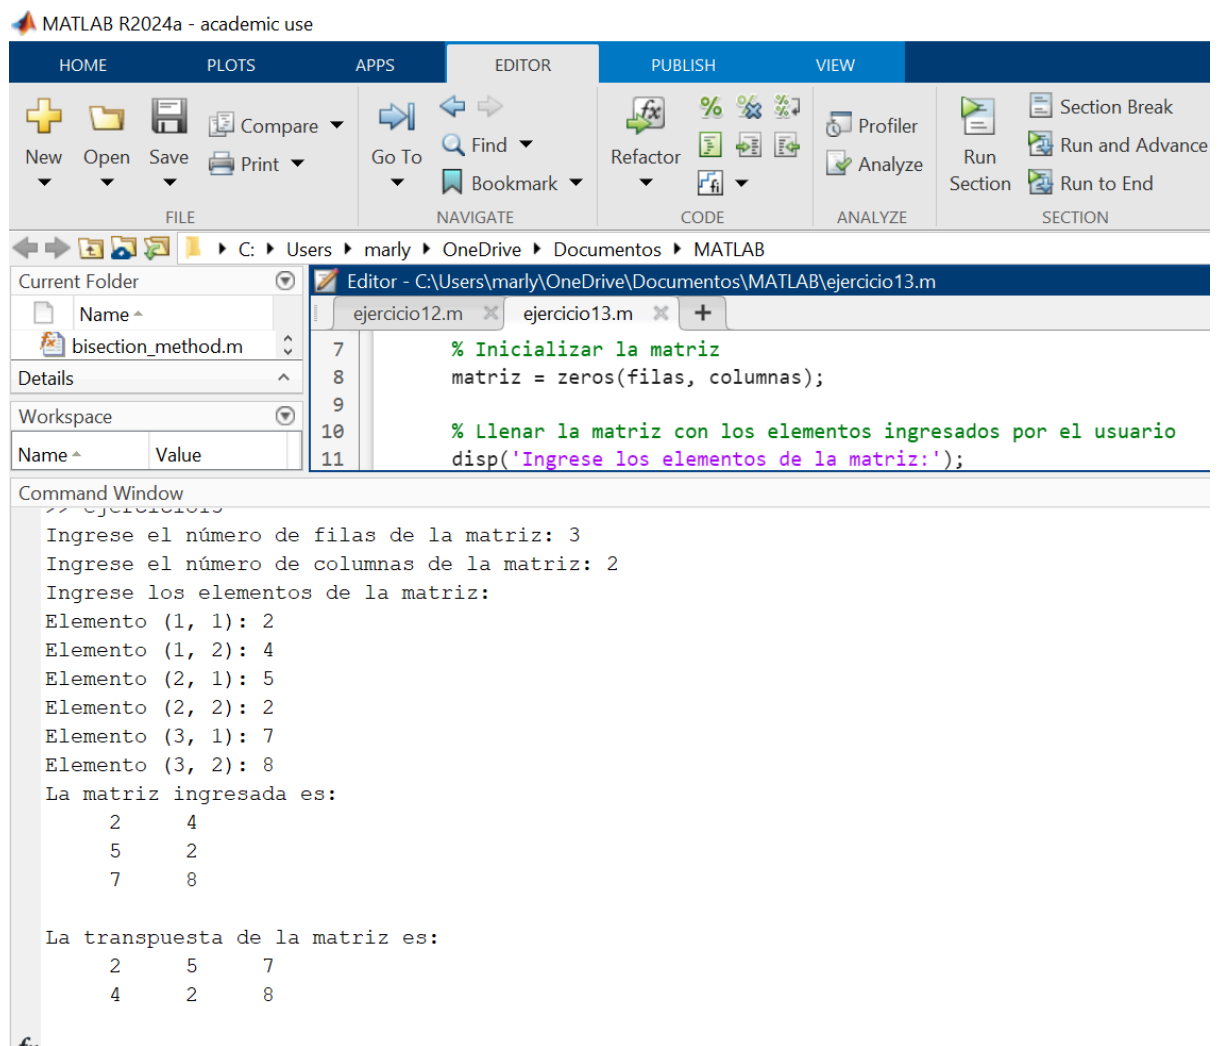 MATLAB R2024a - academic use
HOME PLOTS APPS EDITOR PUBLISH VIEW
New Open Save Compare Print
Go To Find Bookmark
Refactor
Profiler Analyze
Run Section
Section Break
Run and Advance
Run to End
FILE NAVIGATE CODE ANALYZE SECTION
C: Users marly OneDrive Documentos MATLAB
Current Folder
Name
bisection_method.m
Details
Workspace
Name Value
Editor - C:\Users\marly\OneDrive\Documentos\MATLAB\ejercicio13.m
ejercicio12.m ejercicio13.m
7 % Inicializar la matriz
8 matriz = zeros(filas, columnas);
9
10 % Llenar la matriz con los elementos ingresados por el usuario
11 disp('Ingrese los elementos de la matriz:');
Command Window
>> ejercicio13
Ingrese el número de filas de la matriz: 3
Ingrese el número de columnas de la matriz: 2
Ingrese los elementos de la matriz:
Elemento (1, 1): 2
Elemento (1, 2): 4
Elemento (2, 1): 5
Elemento (2, 2): 2
Elemento (3, 1): 7
Elemento (3, 2): 8
La matriz ingresada es:
2 4
5 2
7 8
La transpuesta de la matriz es:
2 5 7
4 2 8
fx